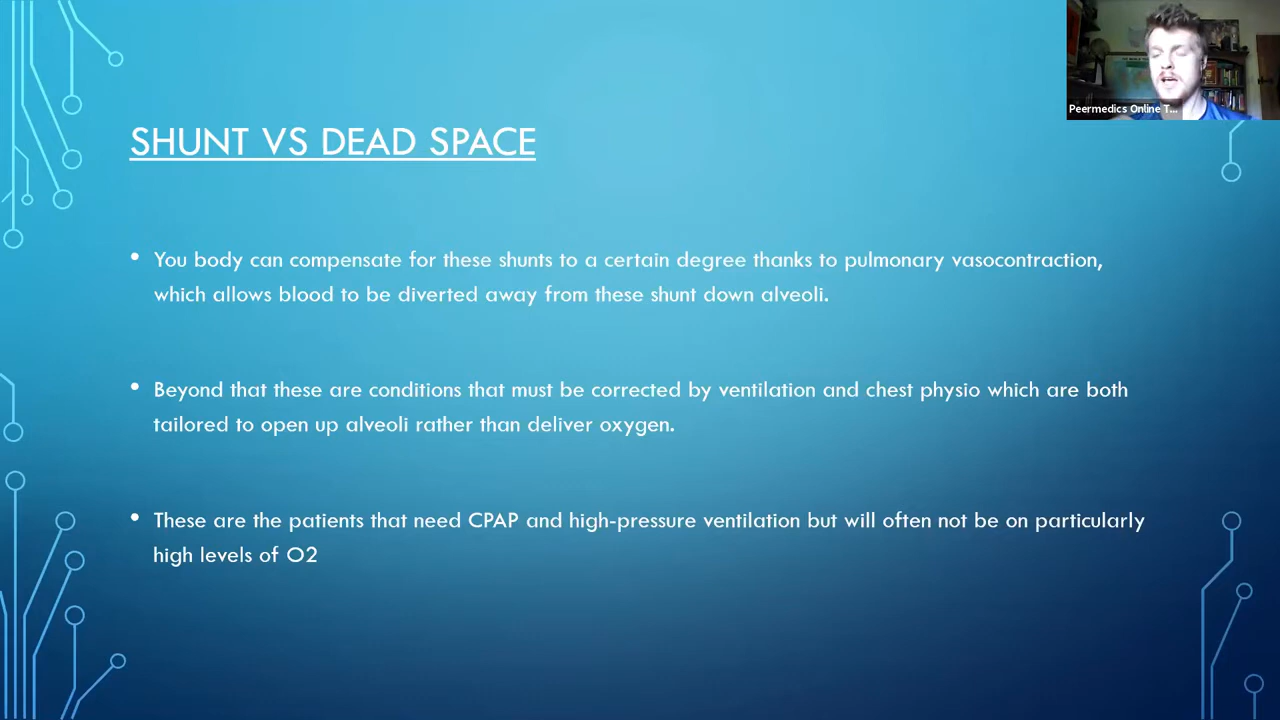 Peermedics Online T...
SHUNT VS DEAD SPACE
• You body can compensate for these shunts to a certain degree thanks to pulmonary vasocontraction,
which allows blood to be diverted away from these shunt down alveoli.
• Beyond that these are conditions that must be corrected by ventilation and chest physio which are both
tailored to open up alveoli rather than deliver oxygen.
• These are the patients that need CPAP and high-pressure ventilation but will often not be on particularly
high levels of O2